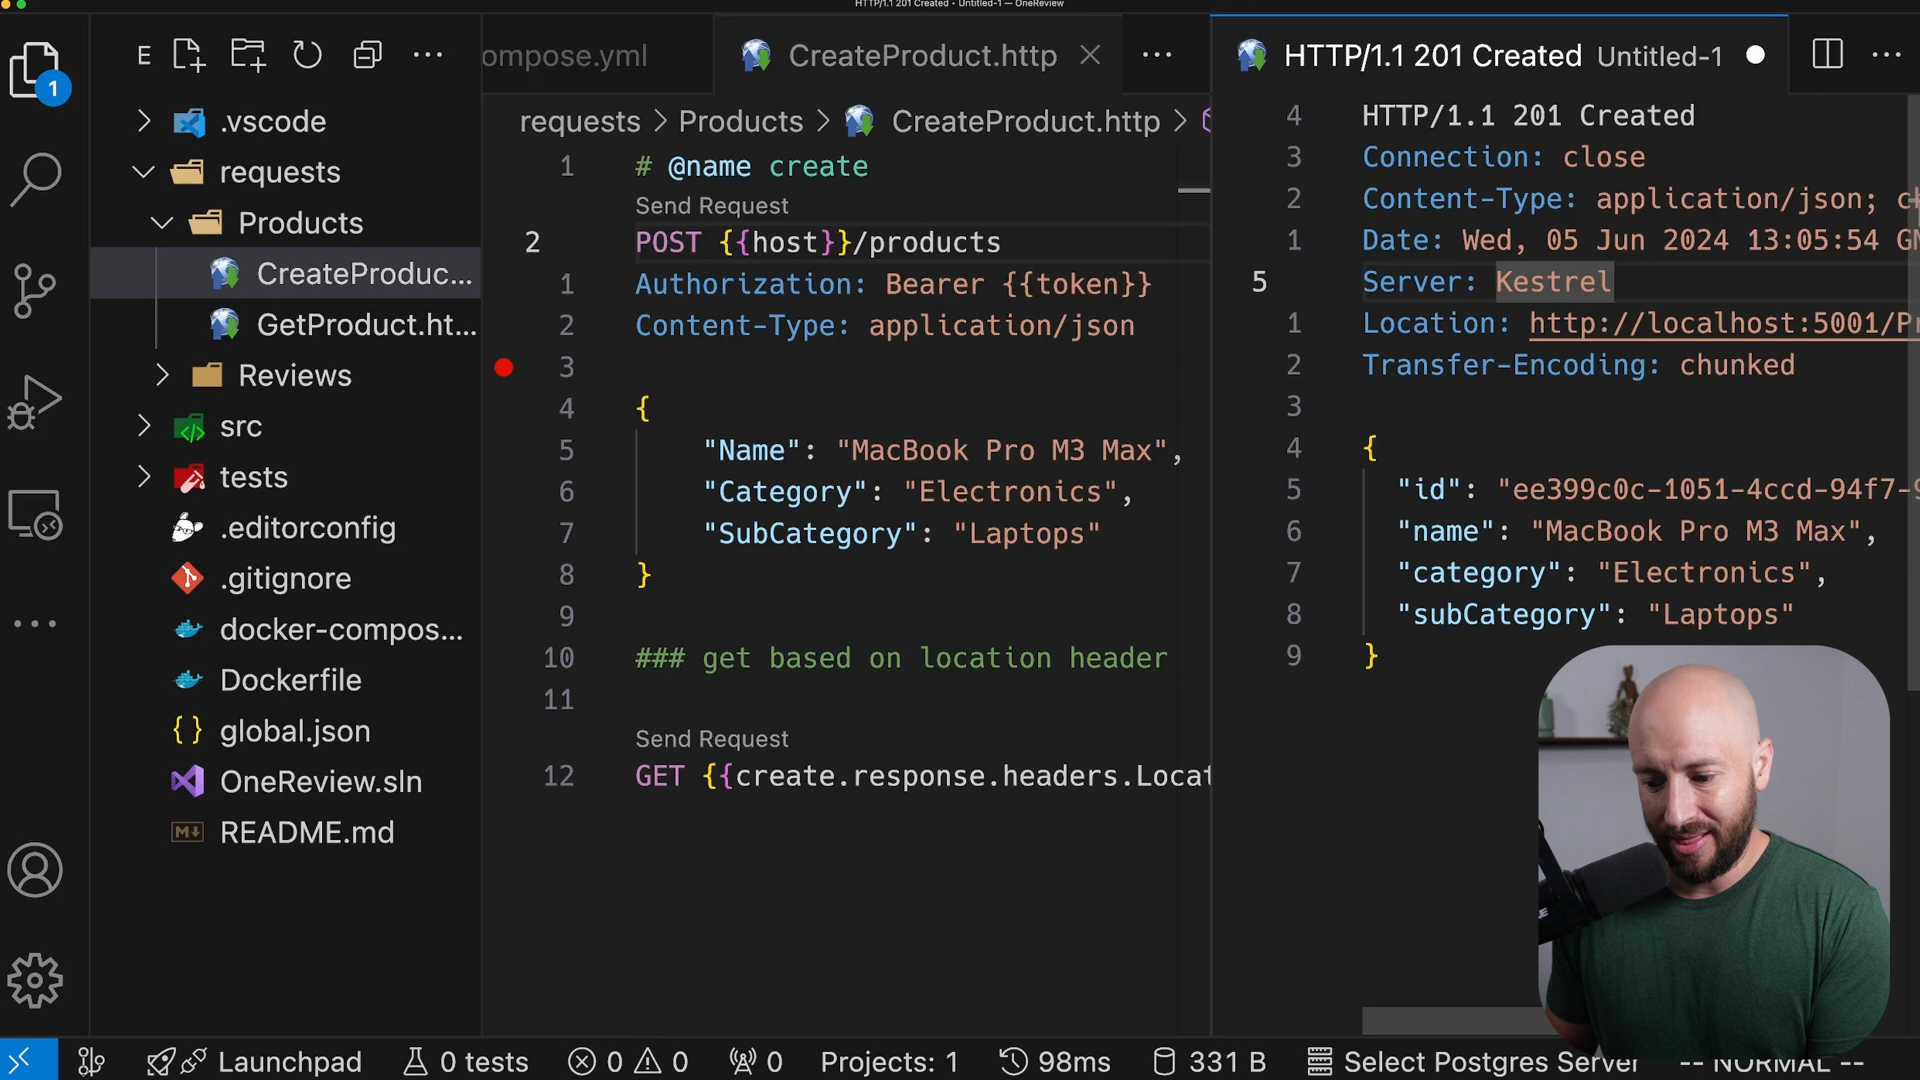 HTTP/1.1 201 Created • Untitled-1 — OneReview
E
ompose.yml
CreateProduct.http
HTTP/1.1 201 Created Untitled-1
1
.vscode
requests
Products
CreateProduc...
GetProduct.ht...
Reviews
src
tests
.editorconfig
.gitignore
docker-compos...
Dockerfile
global.json
OneReview.sln
README.md
requests > Products > CreateProduct.http >
1 # @name create
Send Request
2 POST {{host}}/products
1 Authorization: Bearer {{token}}
2 Content-Type: application/json
3
4 {
5 "Name": "MacBook Pro M3 Max",
6 "Category": "Electronics",
7 "SubCategory": "Laptops"
8 }
9
10 ### get based on location header
11
Send Request
12 GET {{create.response.headers.Locat
4 HTTP/1.1 201 Created
3 Connection: close
2 Content-Type: application/json; c
1 Date: Wed, 05 Jun 2024 13:05:54 GM
5 Server: Kestrel
1 Location: http://localhost:5001/Pr
2 Transfer-Encoding: chunked
3
4 {
5 "id": "ee399c0c-1051-4ccd-94f7-9
6 "name": "MacBook Pro M3 Max",
7 "category": "Electronics",
8 "subCategory": "Laptops"
9 }
Launchpad 0 tests 0 0 0 Projects: 1 98ms 331 B Select Postgres Server -- NORMAL --